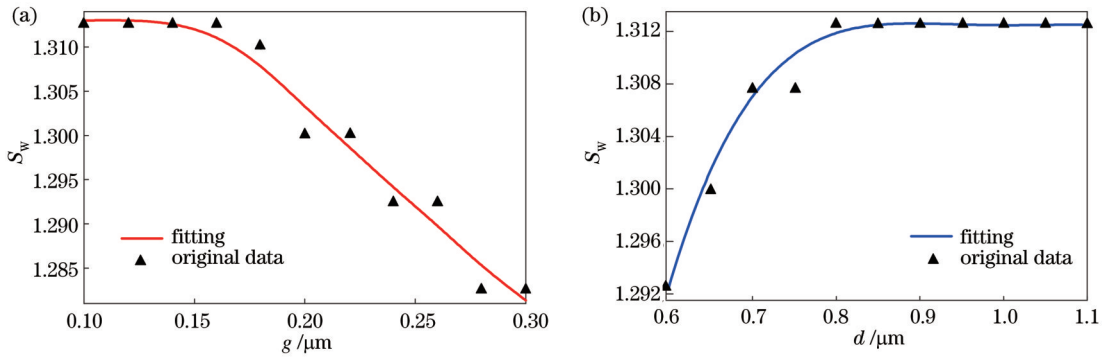 (a)
1.310
1.305
1.300
1.295
1.290
1.285
S_w
fitting
original data
0.10 0.15 0.20 0.25 0.30
g /μm
(b)
1.312
1.308
1.304
1.300
1.296
1.292
S_w
fitting
original data
0.6 0.7 0.8 0.9 1.0 1.1
d /μm